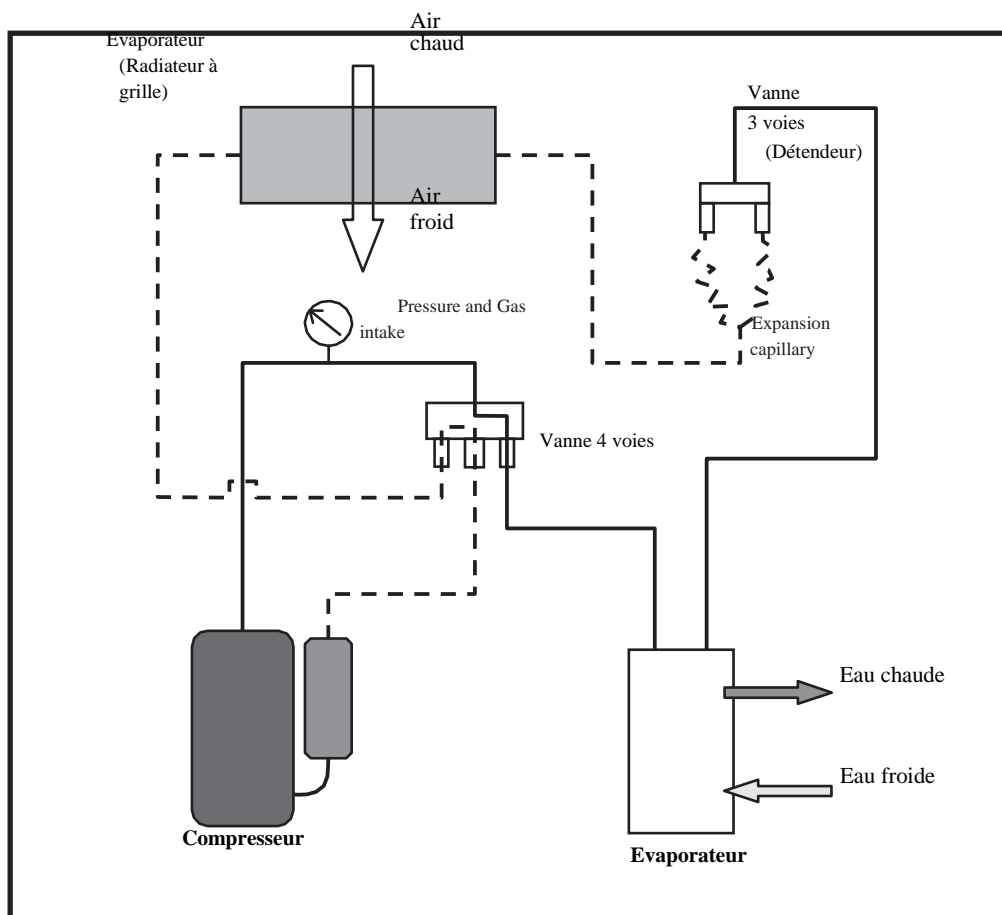 Air
chaud
Evaporateur
(Radiateur à
grille)
Vanne
3 voies
(Détendeur)
Air
froid
Pressure and Gas
intake
Expansion
capillary
Vanne 4 voies
Eau chaude
Eau froide
Compresseur
Evaporateur